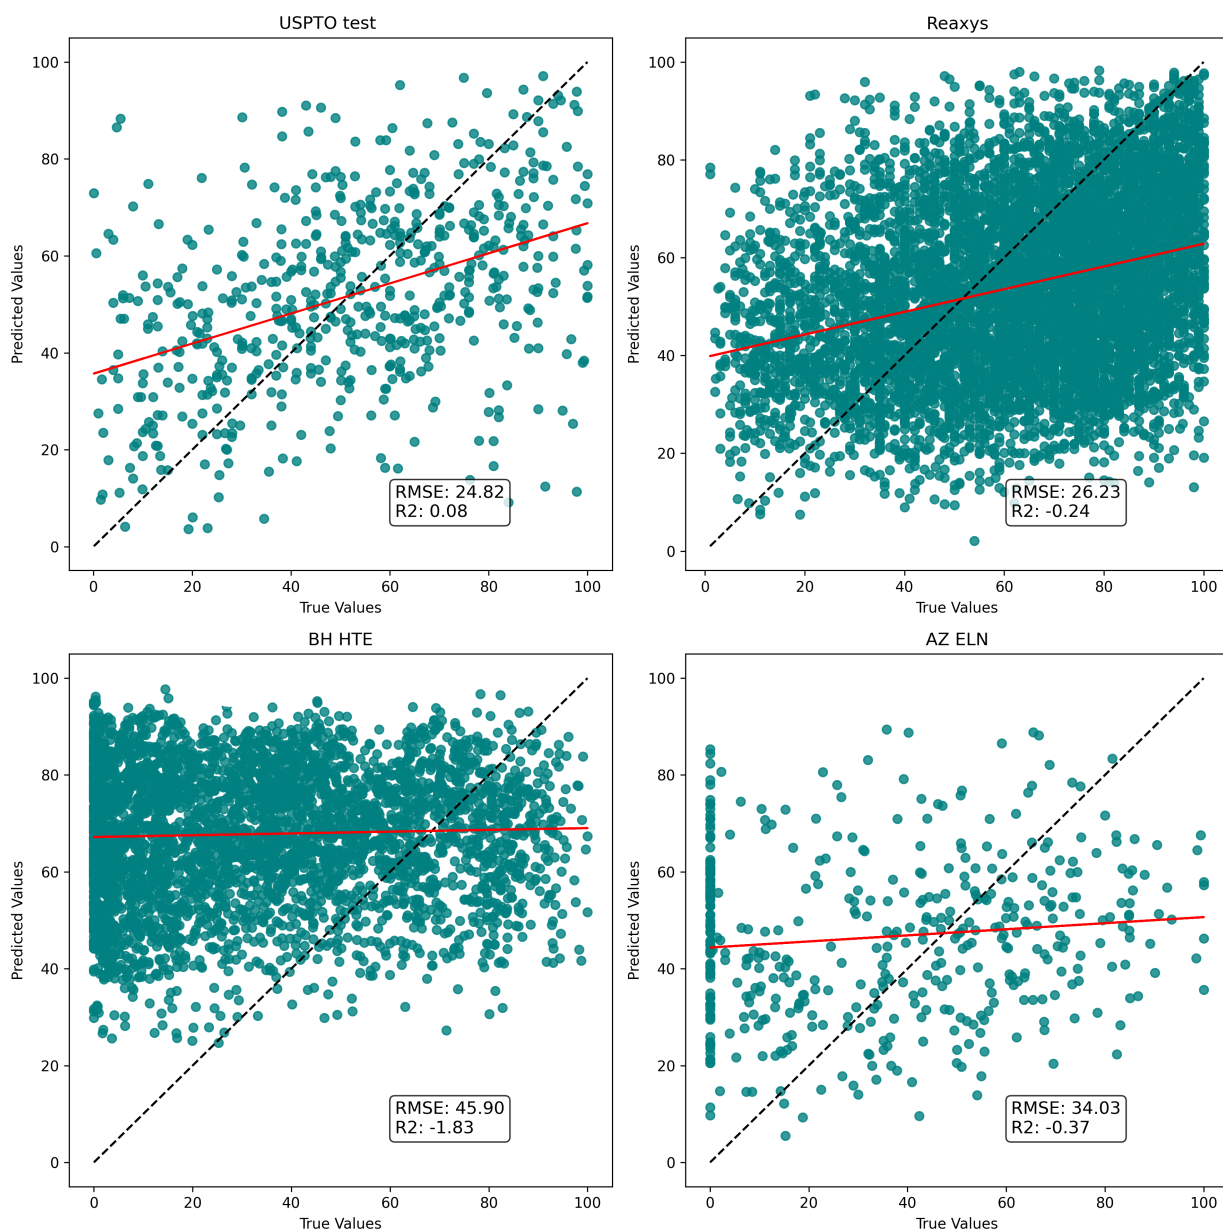 USPTO test
100
80
60
40
20
0
Predicted Values
RMSE: 24.82
R2: 0.08
0 20 40 60 80 100
True Values
Reaxys
100
80
60
40
20
0
Predicted Values
RMSE: 26.23
R2: -0.24
0 20 40 60 80 100
True Values
BH HTE
100
80
60
40
20
0
Predicted Values
RMSE: 45.90
R2: -1.83
0 20 40 60 80 100
True Values
AZ ELN
100
80
60
40
20
0
Predicted Values
RMSE: 34.03
R2: -0.37
0 20 40 60 80 100
True Values